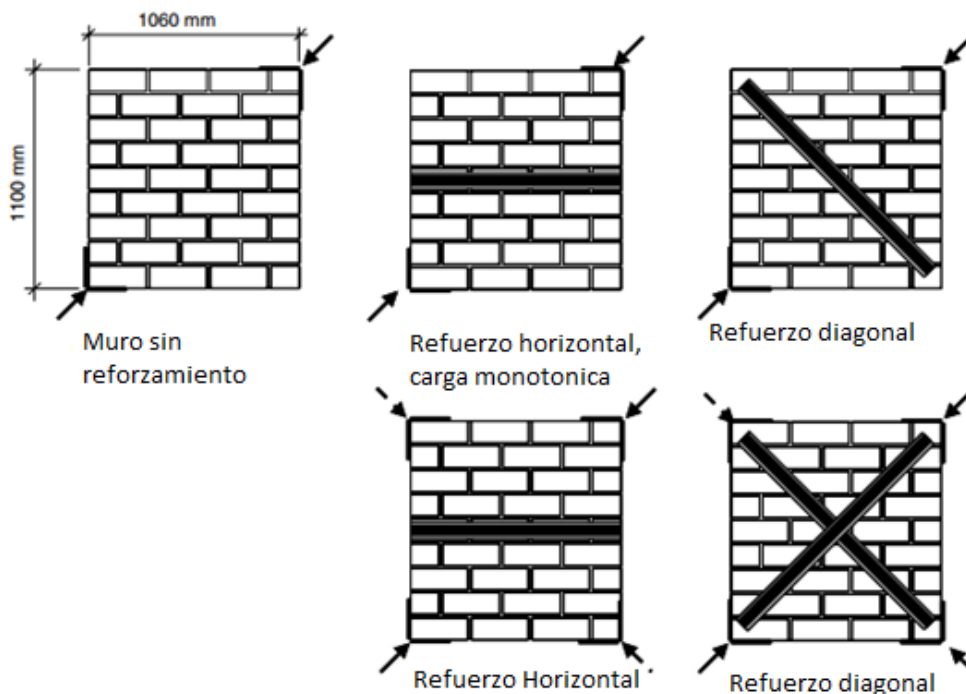 1060 mm
1100 mm
Muro sin
reforzamiento
Refuerzo horizontal,
carga monotonica
Refuerzo diagonal
Refuerzo Horizontal
Refuerzo diagonal